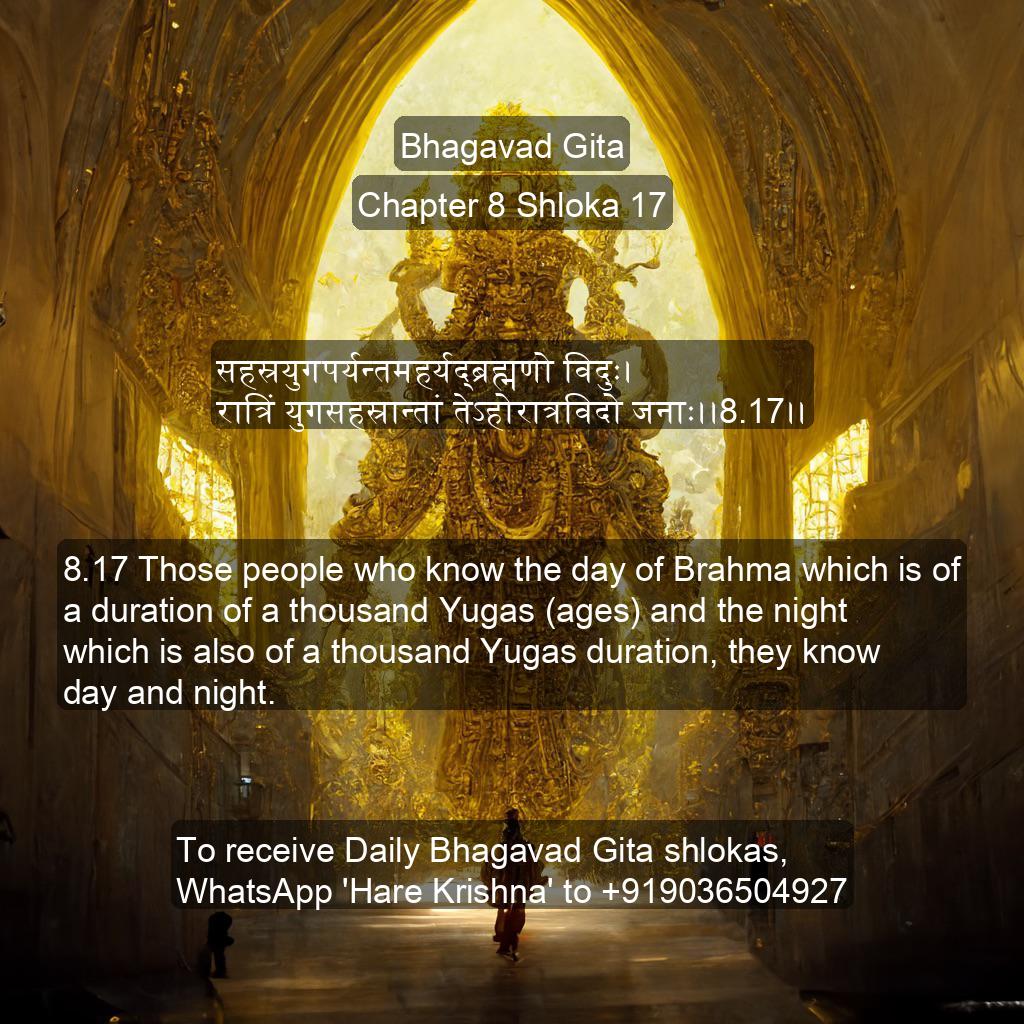 Bhagavad Gita
Chapter 8 Shloka 17
सहस्रयुगपर्यन्तमहर्यद्ब्रह्मणो विदुः।
रात्रिं युगसहस्रान्तां तेऽहोरात्रविदो जनाः।।8.17।।
8.17 Those people who know the day of Brahma which is of
a duration of a thousand Yugas (ages) and the night
which is also of a thousand Yugas duration, they know
day and night.
To receive Daily Bhagavad Gita shlokas,
WhatsApp 'Hare Krishna' to +919036504927